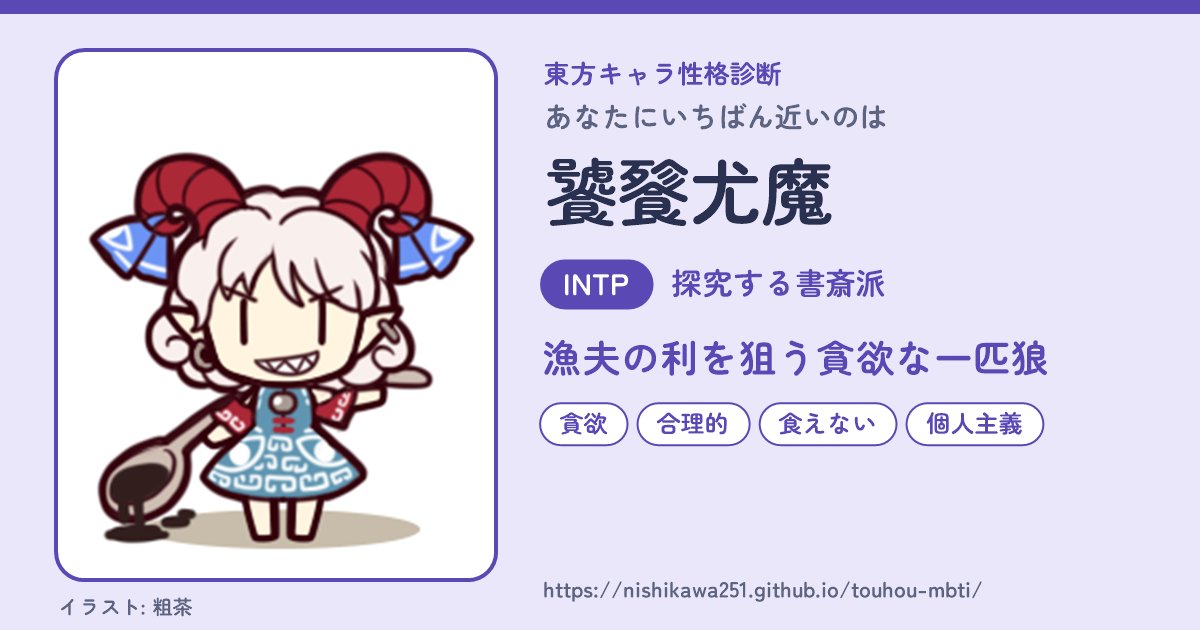 東方キャラ性格診断
あなたにいちばん近いのは
饕餮尤魔
INTP 探究する書斎派
漁夫の利を狙う貪欲な一匹狼
貪欲 合理的 食えない 個人主義
https://nishikawa251.github.io/touhou-mbti/
イラスト: 粗茶